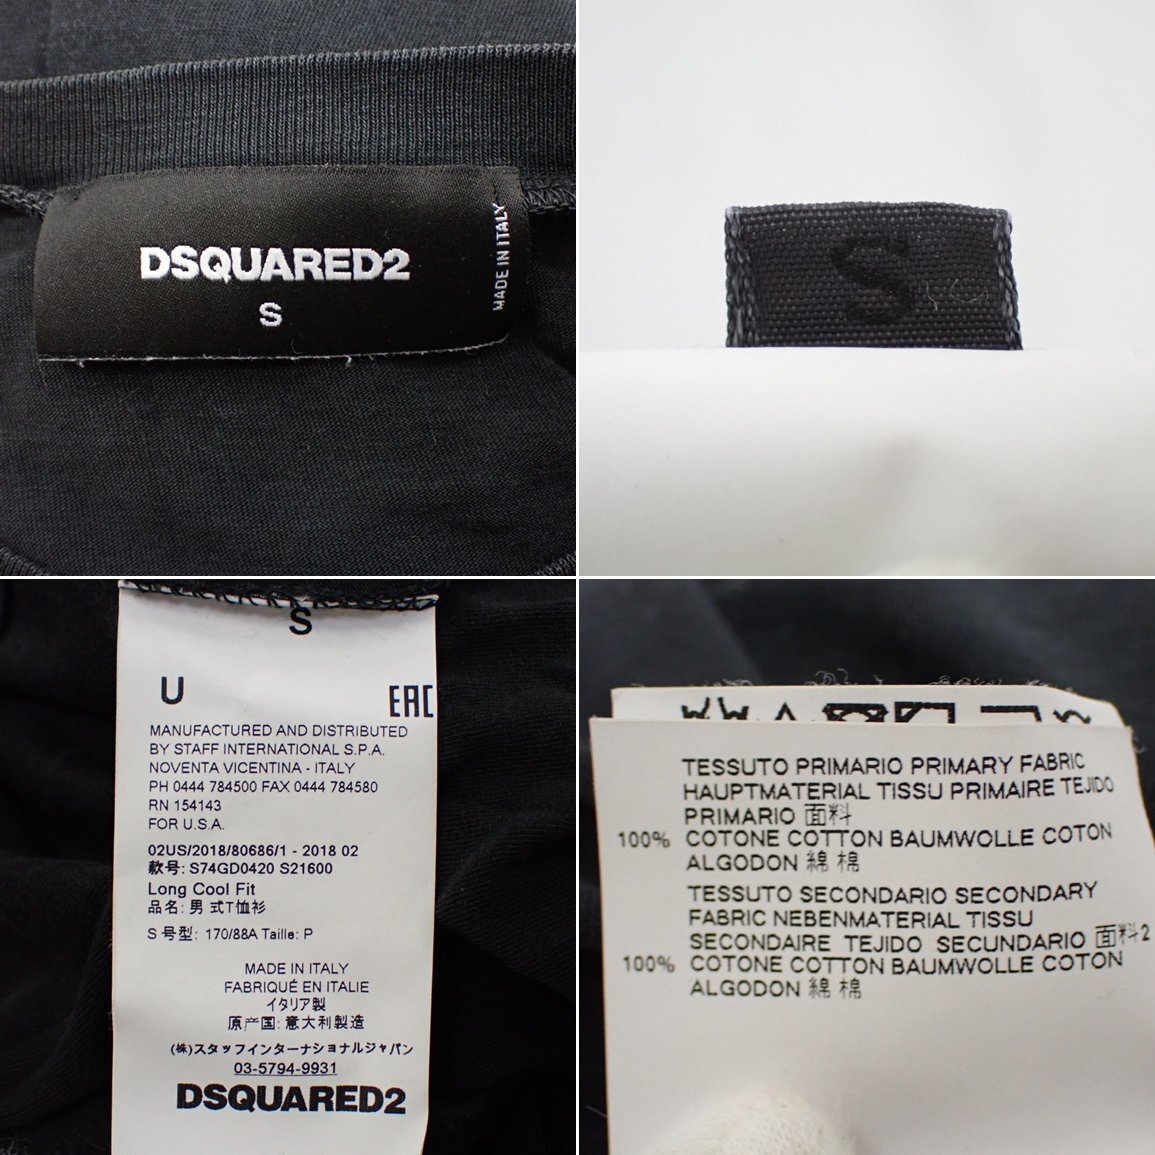 DSQUARED2
S
MADE IN ITALY
S
S
U
EAC
MANUFACTURED AND DISTRIBUTED
BY STAFF INTERNATIONAL S.P.A.
NOVENTA VICENTINA - ITALY
PH 0444 784500 FAX 0444 784580
RN 154143
FOR U.S.A.
02US/2018/80686/1 - 2018 02
款号: S74GD0420 S21600
Long Cool Fit
品名: 男 式T恤衫
S 号型: 170/88A Taille: P
MADE IN ITALY
FABRIQUÉ EN ITALIE
イタリア製
原产国: 意大利製造
(株)スタッフインターナショナルジャパン
03-5794-9931
DSQUARED2
TESSUTO PRIMARIO PRIMARY FABRIC
HAUPTMATERIAL TISSU PRIMAIRE TEJIDO
PRIMARIO 面料
100% COTONE COTTON BAUMWOLLE COTON
ALGODON 綿 棉
TESSUTO SECONDARIO SECONDARY
FABRIC NEBENMATERIAL TISSU
SECONDAIRE TEJIDO SECUNDARIO 面料2
100% COTONE COTTON BAUMWOLLE COTON
ALGODON 綿 棉